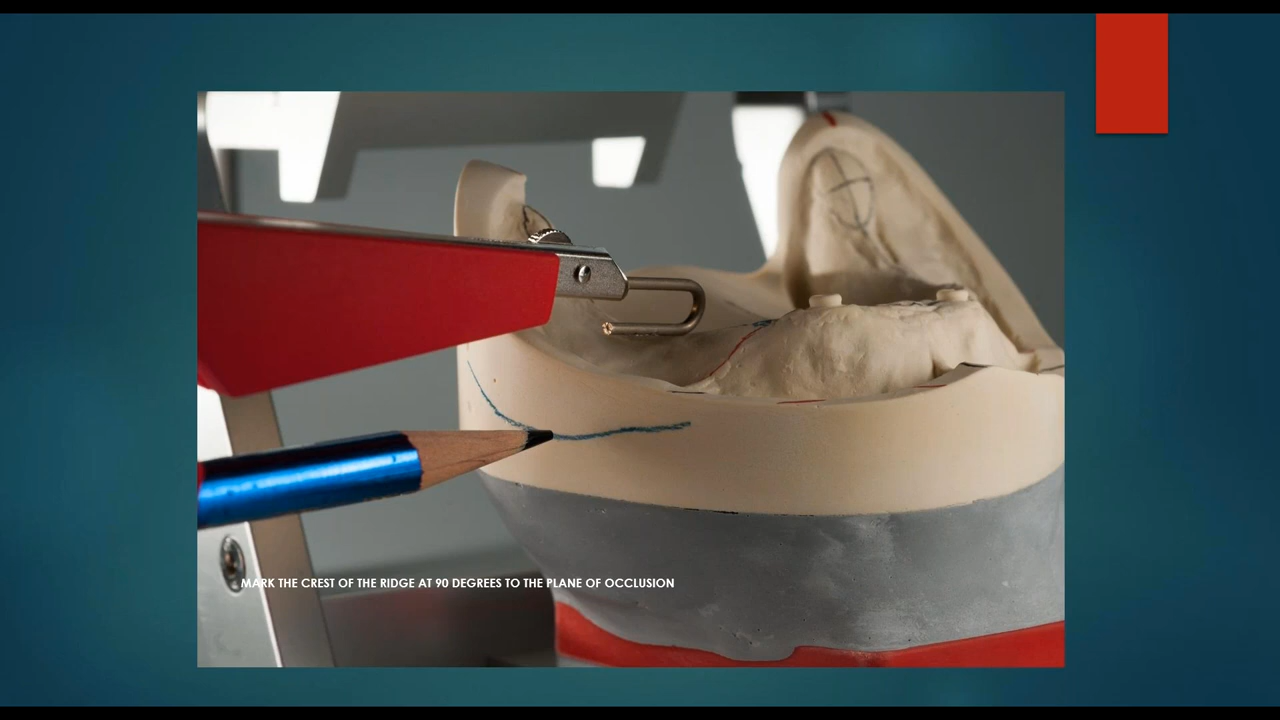 MARK THE CREST OF THE RIDGE AT 90 DEGREES TO THE PLANE OF OCCLUSION